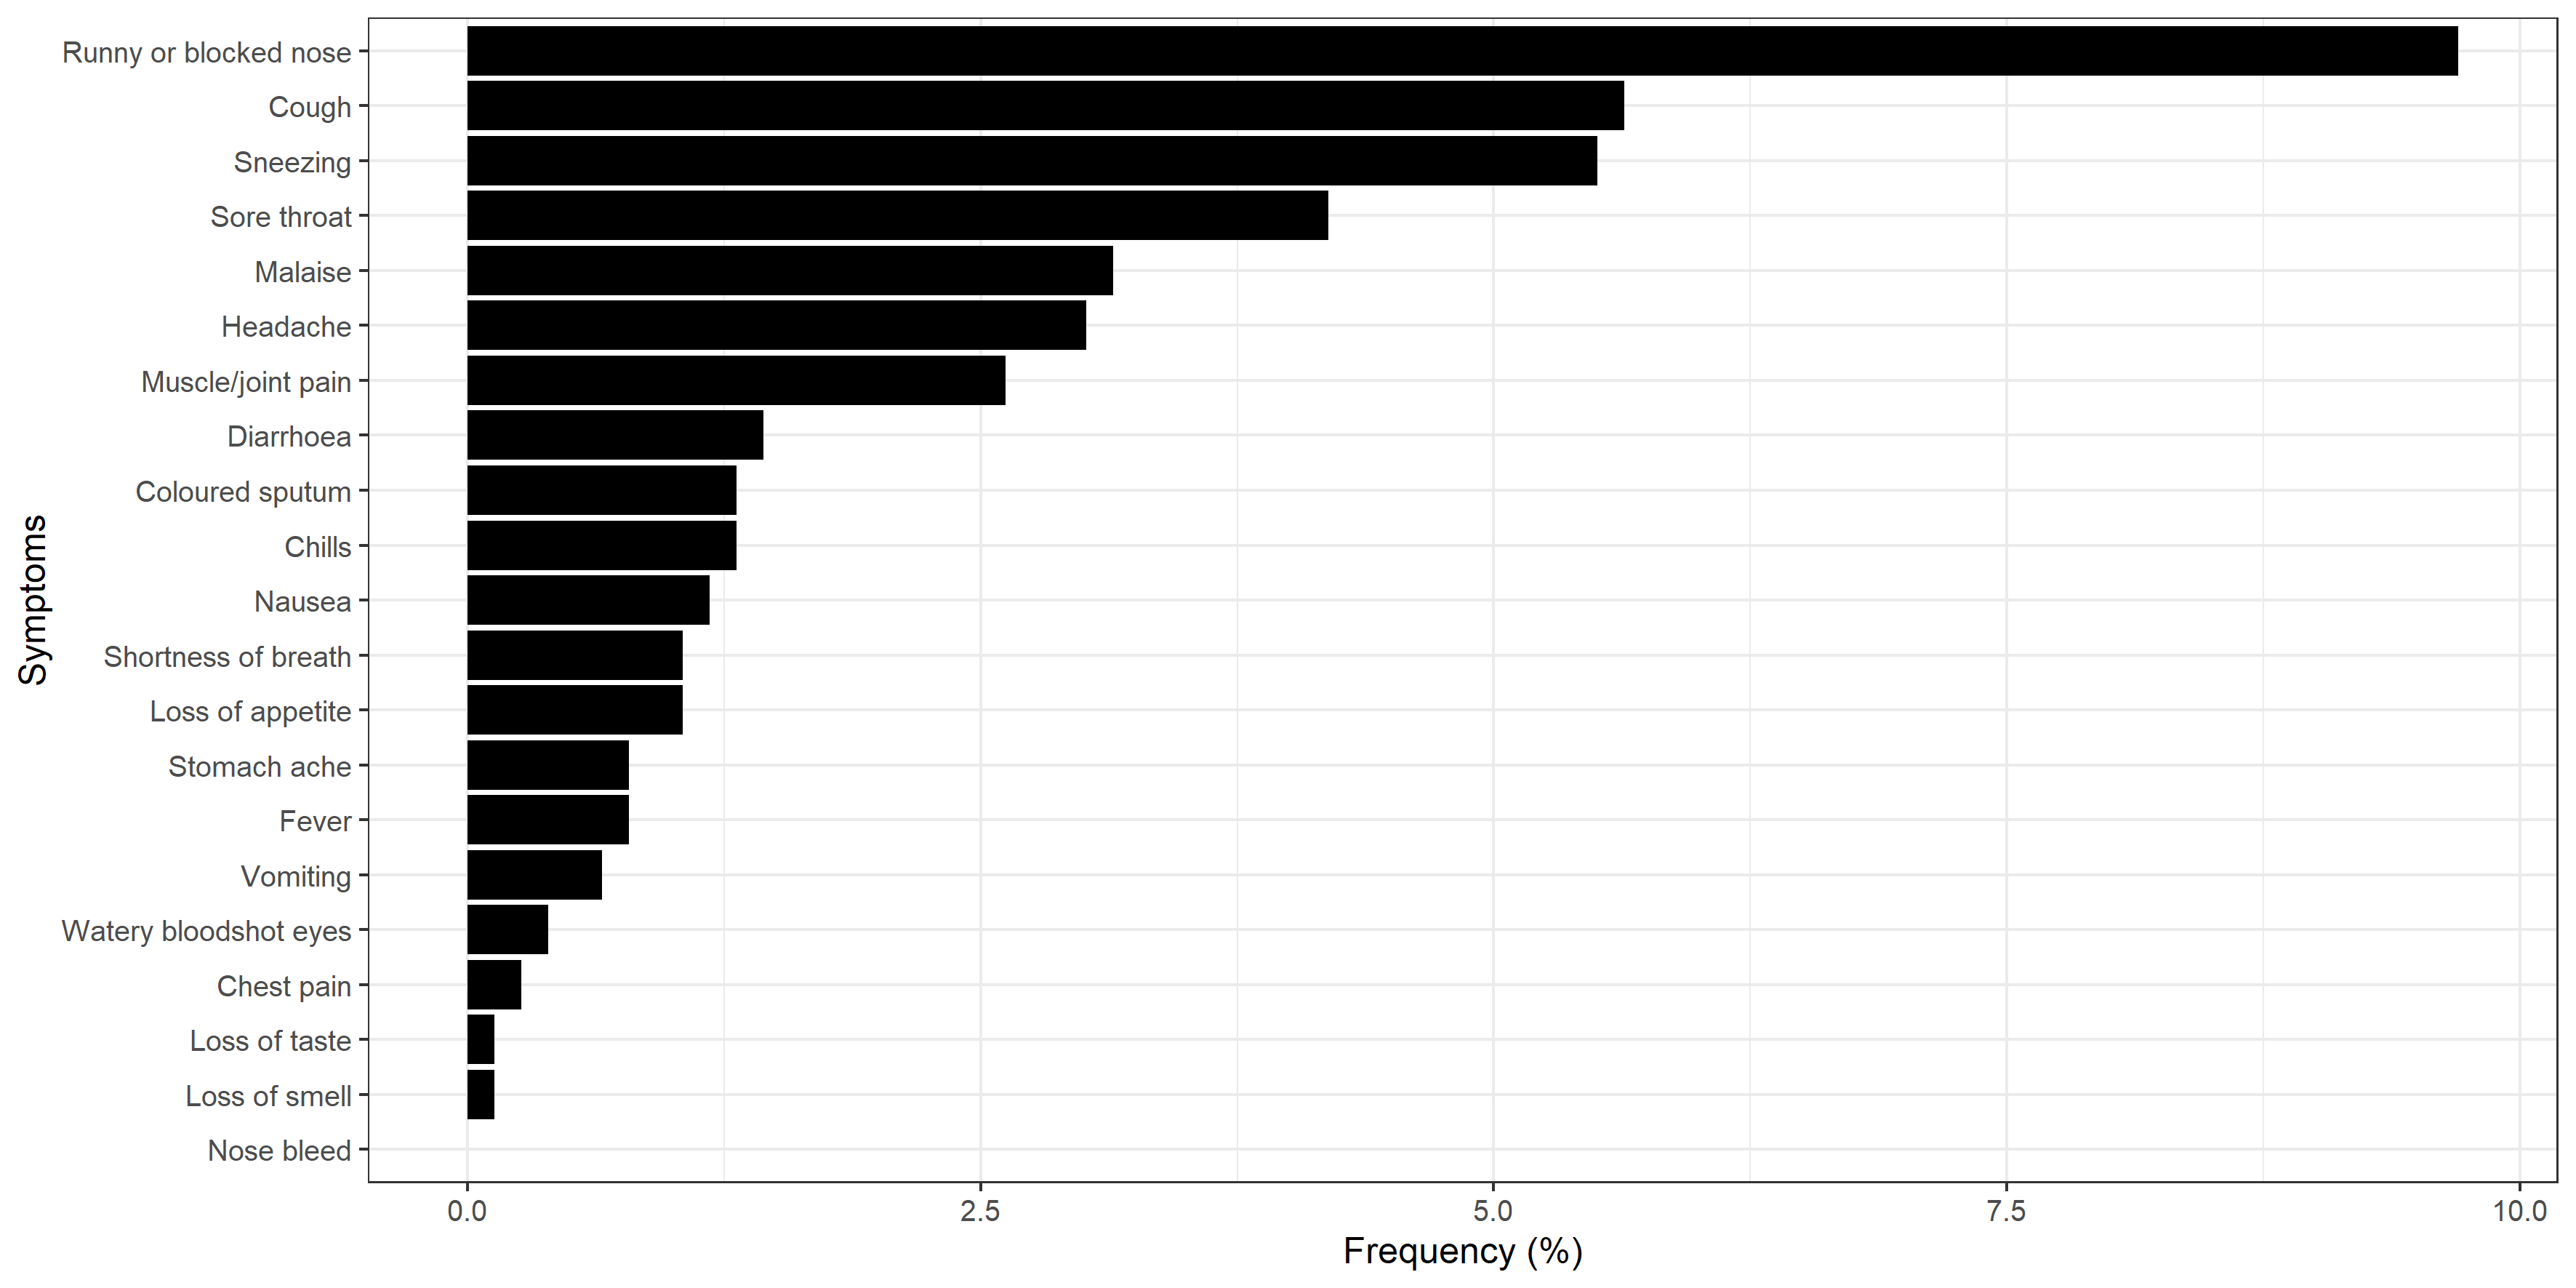 Symptoms
Runny or blocked nose
Cough
Sneezing
Sore throat
Malaise
Headache
Muscle/joint pain
Diarrhoea
Coloured sputum
Chills
Nausea
Shortness of breath
Loss of appetite
Stomach ache
Fever
Vomiting
Watery bloodshot eyes
Chest pain
Loss of taste
Loss of smell
Nose bleed
0.0 2.5 5.0 7.5 10.0
Frequency (%)